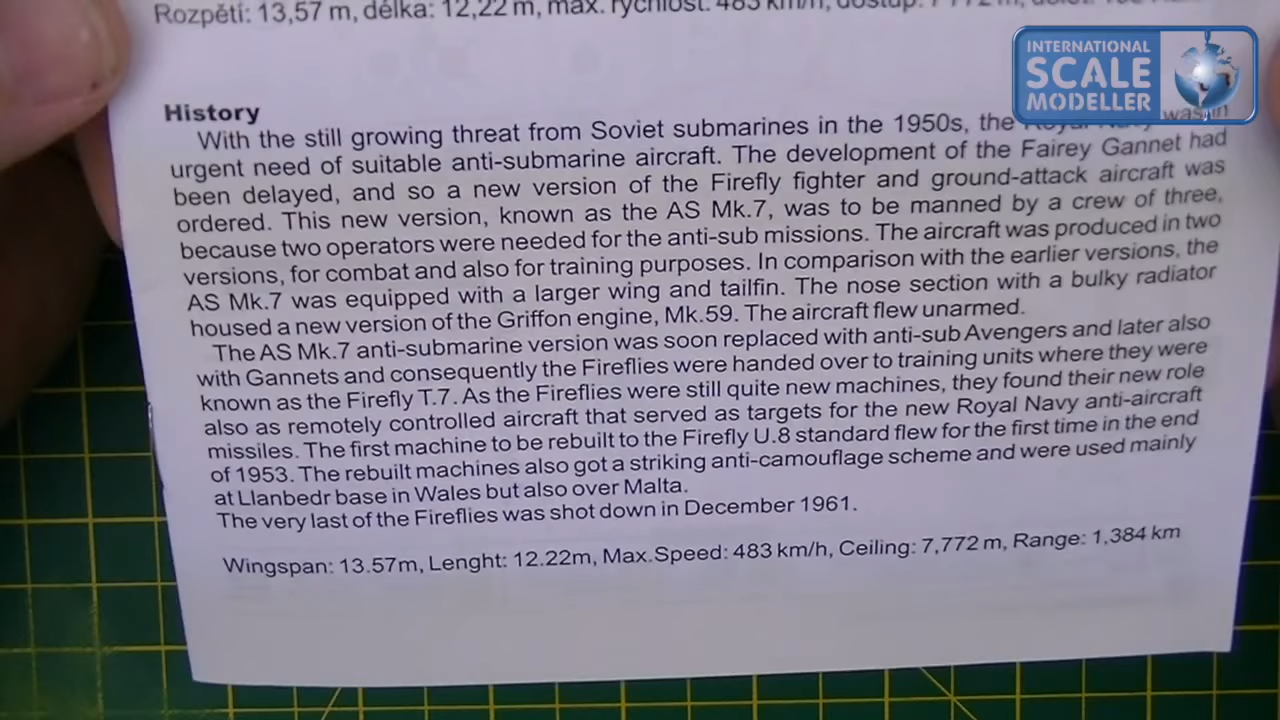 Rozpětí: 13,57 m, délka: 12,22 m, max. rychlost: 483 km/h, dostup: 7 772 m,
INTERNATIONAL
SCALE
MODELLER
History
With the still growing threat from Soviet submarines in the 1950s, the Royal Navy was in
urgent need of suitable anti-submarine aircraft. The development of the Fairey Gannet had
been delayed, and so a new version of the Firefly fighter and ground-attack aircraft was
ordered. This new version, known as the AS Mk.7, was to be manned by a crew of three,
because two operators were needed for the anti-sub missions. The aircraft was produced in two
versions, for combat and also for training purposes. In comparison with the earlier versions, the
AS Mk.7 was equipped with a larger wing and tailfin. The nose section with a bulky radiator
housed a new version of the Griffon engine, Mk.59. The aircraft flew unarmed.
The AS Mk.7 anti-submarine version was soon replaced with anti-sub Avengers and later also
with Gannets and consequently the Fireflies were handed over to training units where they were
known as the Firefly T.7. As the Fireflies were still quite new machines, they found their new role
also as remotely controlled aircraft that served as targets for the new Royal Navy anti-aircraft
missiles. The first machine to be rebuilt to the Firefly U.8 standard flew for the first time in the end
of 1953. The rebuilt machines also got a striking anti-camouflage scheme and were used mainly
at Llanbedr base in Wales but also over Malta.
The very last of the Fireflies was shot down in December 1961.
Wingspan: 13.57m, Lenght: 12.22m, Max.Speed: 483 km/h, Ceiling: 7,772 m, Range: 1,384 km